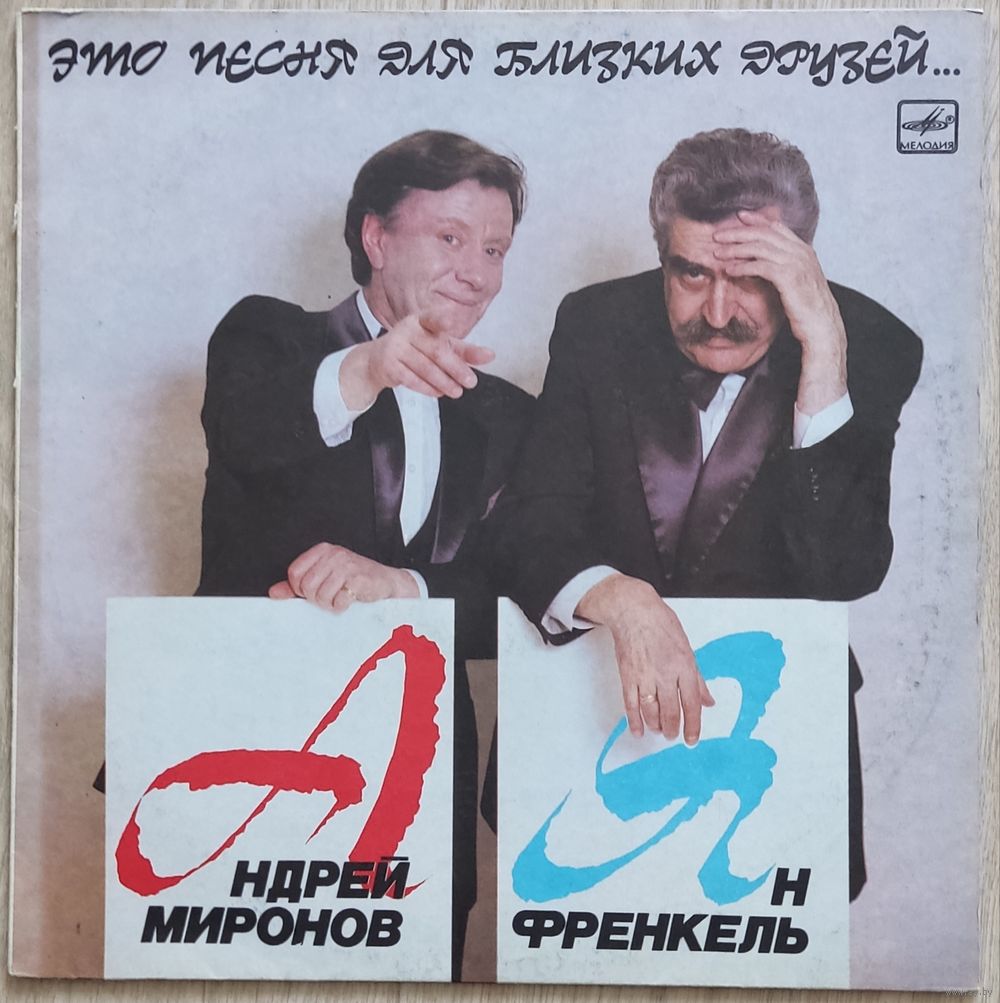 ЭТО ПЕСНЯ ДЛЯ БЛИЗКИХ ДРУЗЕЙ...
МЕЛОДИЯ
АНДРЕЙ
МИРОНОВ
ЯН
ФРЕНКЕЛЬ